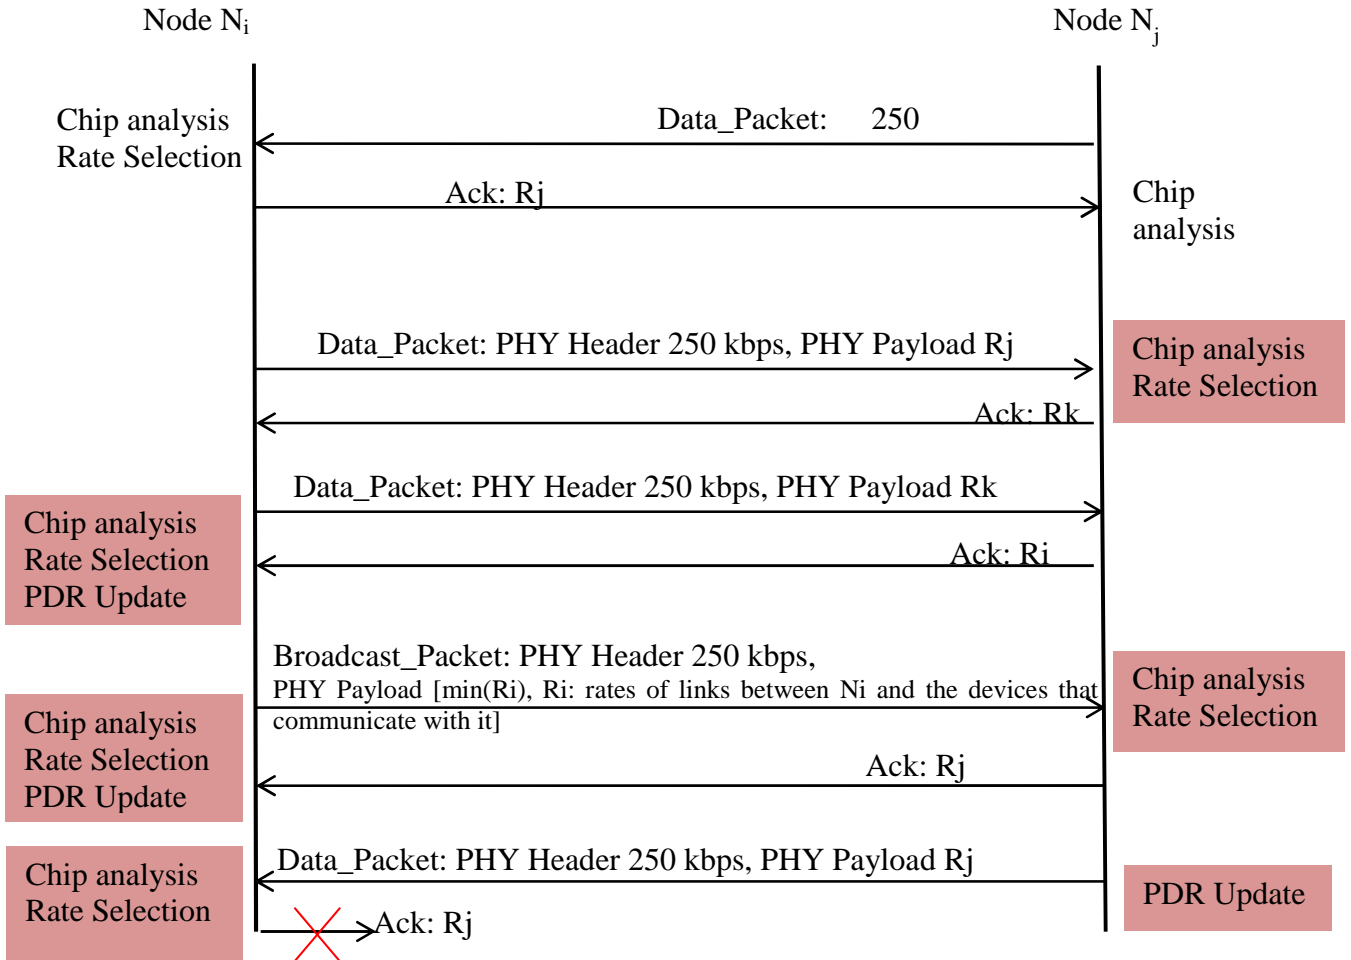 Node Ni
Node Nj
Chip analysis
Rate Selection
Data_Packet: 250
Ack: Rj
Chip
analysis
Data_Packet: PHY Header 250 kbps, PHY Payload Rj
Chip analysis
Rate Selection
Ack: Rk
Data_Packet: PHY Header 250 kbps, PHY Payload Rk
Chip analysis
Rate Selection
PDR Update
Ack: Ri
Broadcast_Packet: PHY Header 250 kbps,
PHY Payload [min(Ri), Ri: rates of links between Ni and the devices that
communicate with it]
Chip analysis
Rate Selection
Chip analysis
Rate Selection
PDR Update
Ack: Rj
Data_Packet: PHY Header 250 kbps, PHY Payload Rj
Chip analysis
Rate Selection
PDR Update
Ack: Rj